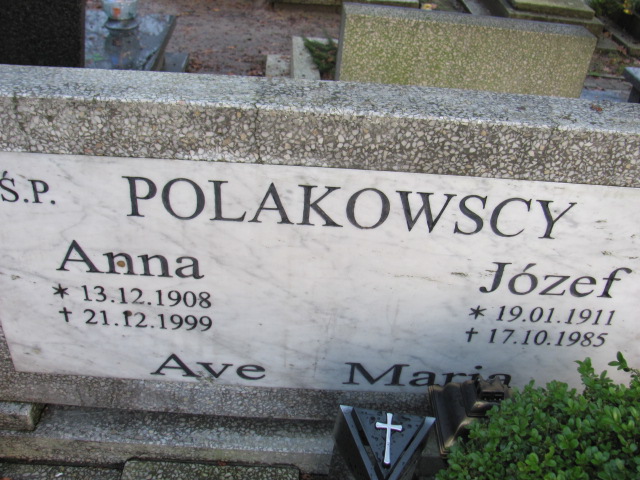 Ś.P. POLAKOWSCY
Anna
* 13.12.1908
† 21.12.1999
Józef
* 19.01.1911
† 17.10.1985
Ave Maria